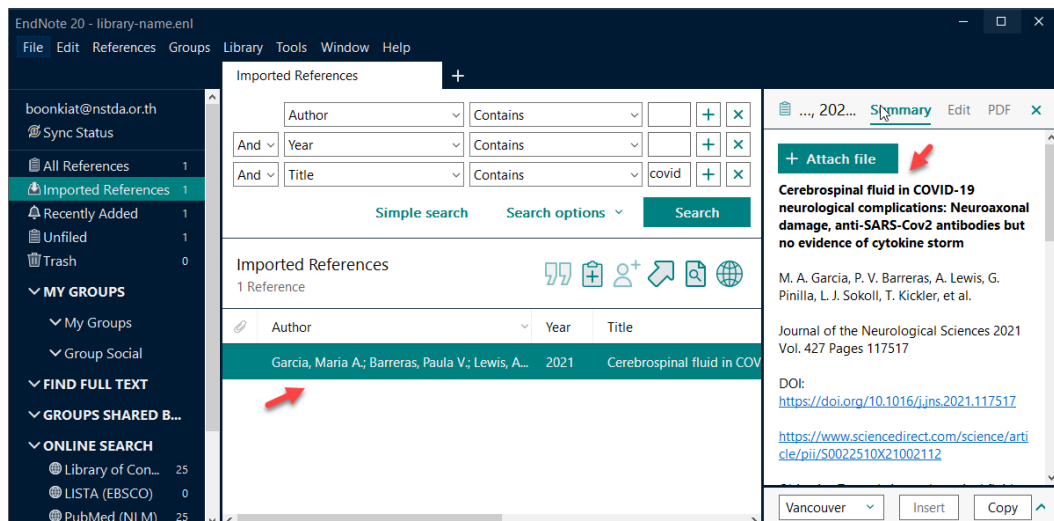 EndNote 20 - library-name.enl
File Edit References Groups Library Tools Window Help
Imported References
boonkiat@nstda.or.th
Sync Status
All References 1
Imported References 1
Recently Added 1
Unfiled 1
Trash 0
MY GROUPS
My Groups
Group Social
FIND FULL TEXT
GROUPS SHARED B...
ONLINE SEARCH
Library of Con... 25
LISTA (EBSCO) 0
PubMed (NLM) 25
Author Contains
And Year Contains
And Title Contains covid
Simple search Search options Search
Imported References
1 Reference
Author Year Title
Garcia, Maria A.; Barreras, Paula V.; Lewis, A... 2021 Cerebrospinal fluid in COV
..., 202... Summary Edit PDF
+ Attach file
Cerebrospinal fluid in COVID-19
neurological complications: Neuroaxonal
damage, anti-SARS-Cov2 antibodies but
no evidence of cytokine storm
M. A. Garcia, P. V. Barreras, A. Lewis, G.
Pinilla, L. J. Sokoll, T. Kickler, et al.
Journal of the Neurological Sciences 2021
Vol. 427 Pages 117517
DOI:
https://doi.org/10.1016/j.jns.2021.117517
https://www.sciencedirect.com/science/arti
cle/pii/S0022510X21002112
Vancouver Insert Copy